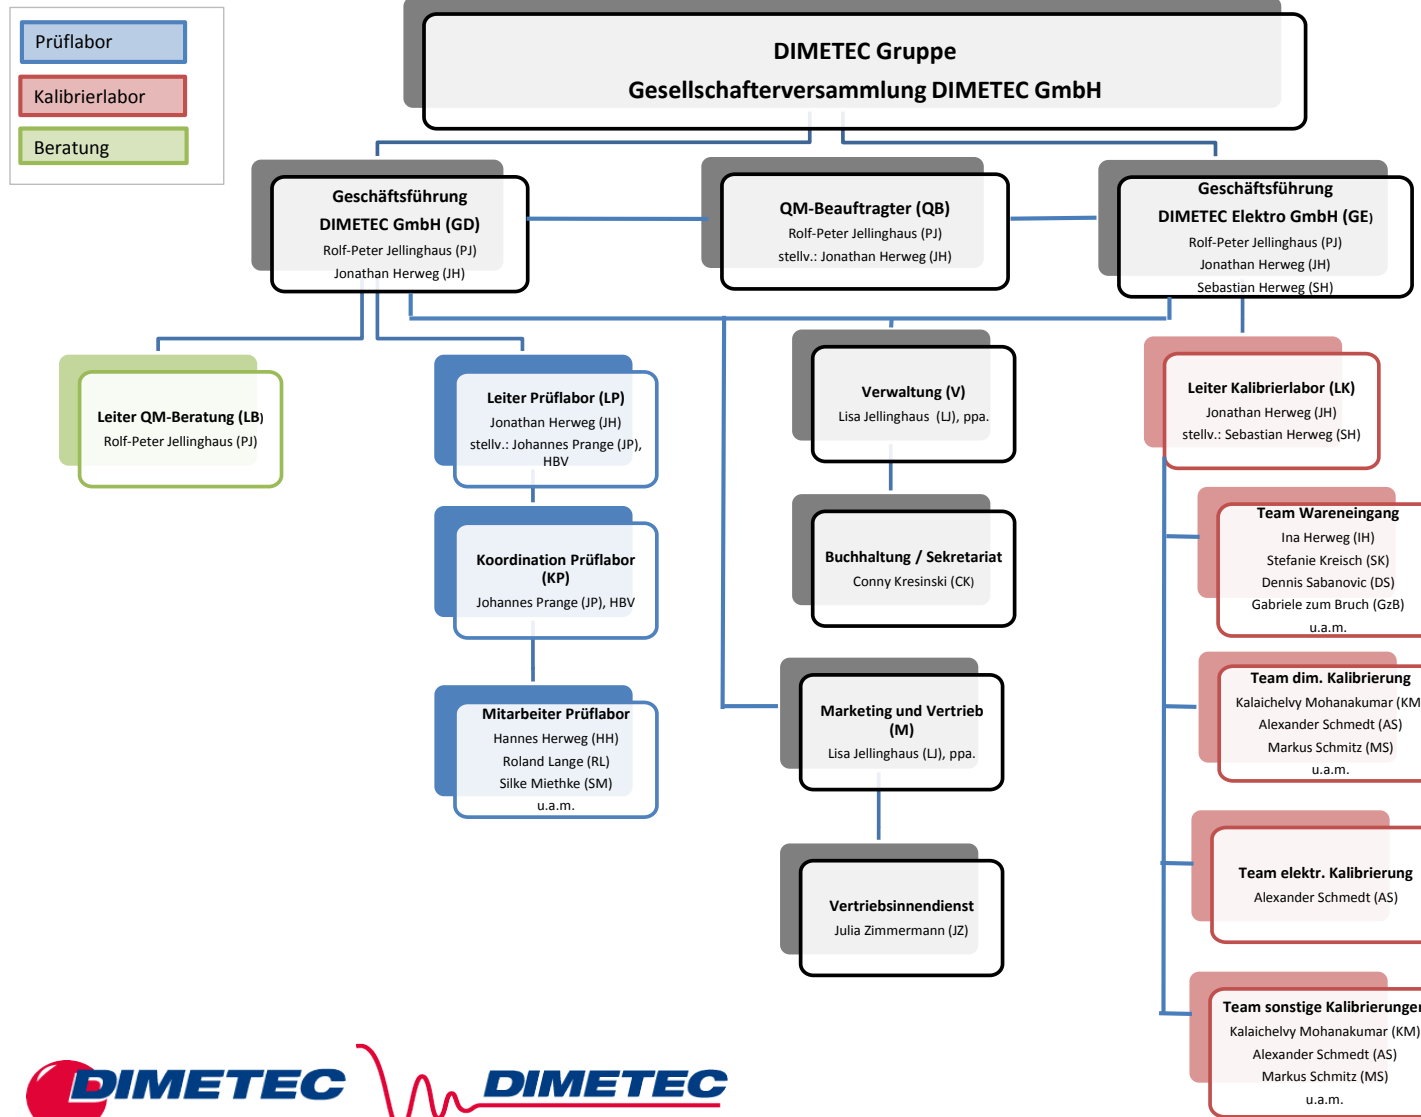 Prüflabor
Kalibrierlabor
Beratung
DIMETEC Gruppe
Gesellschafterversammlung DIMETEC GmbH
Geschäftsführung
DIMETEC GmbH (GD)
Rolf-Peter Jellinghaus (PJ)
Jonathan Herweg (JH)
QM-Beauftragter (QB)
Rolf-Peter Jellinghaus (PJ)
stellv.: Jonathan Herweg (JH)
Geschäftsführung
DIMETEC Elektro GmbH (GE)
Rolf-Peter Jellinghaus (PJ)
Jonathan Herweg (JH)
Sebastian Herweg (SH)
Leiter QM-Beratung (LB)
Rolf-Peter Jellinghaus (PJ)
Leiter Prüflabor (LP)
Jonathan Herweg (JH)
stellv.: Johannes Prange (JP),
HBV
Koordination Prüflabor
(KP)
Johannes Prange (JP), HBV
Mitarbeiter Prüflabor
Hannes Herweg (HH)
Roland Lange (RL)
Silke Miethke (SM)
u.a.m.
Verwaltung (V)
Lisa Jellinghaus (LJ), ppa.
Buchhaltung / Sekretariat
Conny Kresinski (CK)
Marketing und Vertrieb
(M)
Lisa Jellinghaus (LJ), ppa.
Vertriebsinnendienst
Julia Zimmermann (JZ)
Leiter Kalibrierlabor (LK)
Jonathan Herweg (JH)
stellv.: Sebastian Herweg (SH)
Team Wareneingang
Ina Herweg (IH)
Stefanie Kreisch (SK)
Dennis Sabanovic (DS)
Gabriele zum Bruch (GzB)
u.a.m.
Team dim. Kalibrierung
Kalaichelvy Mohanakumar (KM
Alexander Schmedt (AS)
Markus Schmitz (MS)
u.a.m.
Team elektr. Kalibrierung
Alexander Schmedt (AS)
Team sonstige Kalibrierungen
Kalaichelvy Mohanakumar (KM)
Alexander Schmedt (AS)
Markus Schmitz (MS)
u.a.m.
DIMETEC
DIMETEC